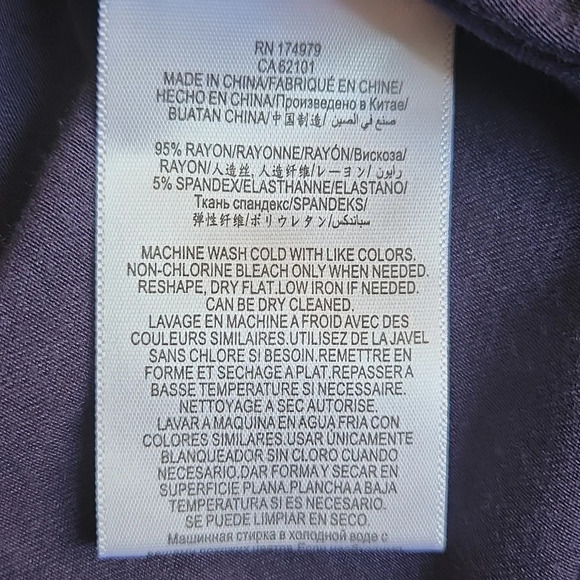 RN 174979
CA 62101
MADE IN CHINA/FABRIQUÉ EN CHINE/
HECHO EN CHINA/Произведено в Китае/
BUATAN CHINA/中国制造/ صنع في الصين
95% RAYON/RAYONNE/RAYÓN/Вискоза/
RAYON/人造丝, 人造纤维/レーヨン/ رايون
5% SPANDEX/ELASTHANNE/ELASTANO/
Ткань спандекс/SPANDEKS/
弹性纤维/ポリウレタン/سباندكس
MACHINE WASH COLD WITH LIKE COLORS.
NON-CHLORINE BLEACH ONLY WHEN NEEDED.
RESHAPE, DRY FLAT.LOW IRON IF NEEDED.
CAN BE DRY CLEANED.
LAVAGE EN MACHINE A FROID AVEC DES
COULEURS SIMILAIRES.UTILISEZ DE LA JAVEL
SANS CHLORE SI BESOIN.REMETTRE EN
FORME ET SECHAGE A PLAT.REPASSER A
BASSE TEMPERATURE SI NECESSAIRE.
NETTOYAGE A SEC AUTORISE.
LAVAR A MAQUINA EN AGUA FRIA CON
COLORES SIMILARES.USAR ÚNICAMENTE
BLANQUEADOR SIN CLORO CUANDO
NECESARIO.DAR FORMA Y SECAR EN
SUPERFICIE PLANA.PLANCHA A BAJA
TEMPERATURA SI ES NECESARIO.
SE PUEDE LIMPIAR EN SECO.
Машинная стирка в холодной воде с